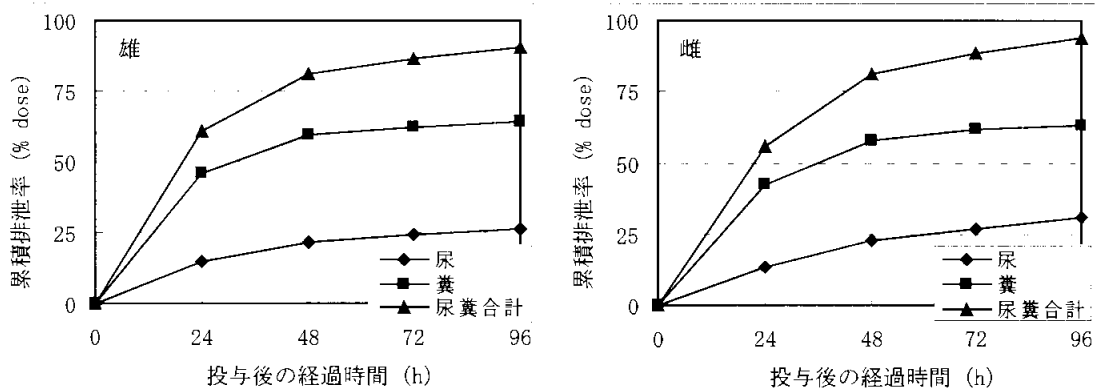 雄
累積排泄率 (% dose)
100
75
50
25
0
0 24 48 72 96
投与後の経過時間 (h)
尿
糞
尿糞合計
雌
累積排泄率 (% dose)
100
75
50
25
0
0 24 48 72 96
投与後の経過時間 (h)
尿
糞
尿糞合計